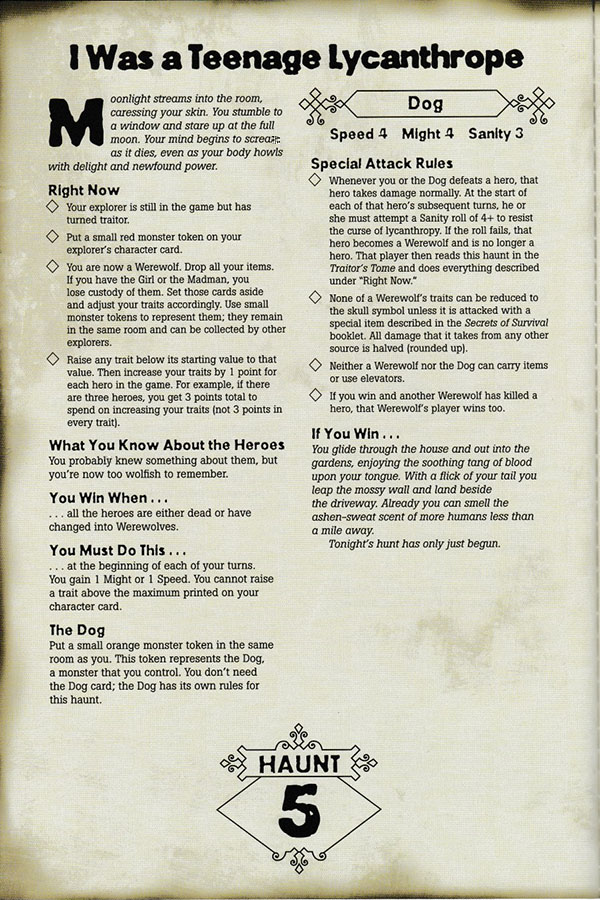 I Was a Teenage Lycanthrope
Moonlight streams into the room,
caressing your skin. You stumble to
a window and stare up at the full
moon. Your mind begins to scream
as it dies, even as your body howls
with delight and newfound power.
Right Now
Your explorer is still in the game but has
turned traitor.
Put a small red monster token on your
explorer's character card.
You are now a Werewolf. Drop all your items.
If you have the Girl or the Madman, you
lose custody of them. Set those cards aside
and adjust your traits accordingly. Use small
monster tokens to represent them; they remain
in the same room and can be collected by other
explorers.
Raise any trait below its starting value to that
value. Then increase your traits by 1 point for
each hero in the game. For example, if there
are three heroes, you get 3 points total to
spend on increasing your traits (not 3 points in
every trait).
What You Know About the Heroes
You probably knew something about them, but
you're now too wolfish to remember.
You Win When . . .
. . . all the heroes are either dead or have
changed into Werewolves.
You Must Do This . . .
. . . at the beginning of each of your turns.
You gain 1 Might or 1 Speed. You cannot raise
a trait above the maximum printed on your
character card.
The Dog
Put a small orange monster token in the same
room as you. This token represents the Dog,
a monster that you control. You don't need
the Dog card; the Dog has its own rules for
this haunt.
Dog
Speed 4 Might 4 Sanity 3
Special Attack Rules
Whenever you or the Dog defeats a hero, that
hero takes damage normally. At the start of
each of that hero's subsequent turns, he or
she must attempt a Sanity roll of 4+ to resist
the curse of lycanthropy. If the roll fails, that
hero becomes a Werewolf and is no longer a
hero. That player then reads this haunt in the
Traitor's Tome and does everything described
under "Right Now."
None of a Werewolf's traits can be reduced to
the skull symbol unless it is attacked with a
special item described in the Secrets of Survival
booklet. All damage that it takes from any other
source is halved (rounded up).
Neither a Werewolf nor the Dog can carry items
or use elevators.
If you win and another Werewolf has killed a
hero, that Werewolf's player wins too.
If You Win . . .
You glide through the house and out into the
gardens, enjoying the soothing tang of blood
upon your tongue. With a flick of your tail you
leap the mossy wall and land beside
the driveway. Already you can smell the
ashen-sweat scent of more humans less than
a mile away.
Tonight's hunt has only just begun.
HAUNT
5